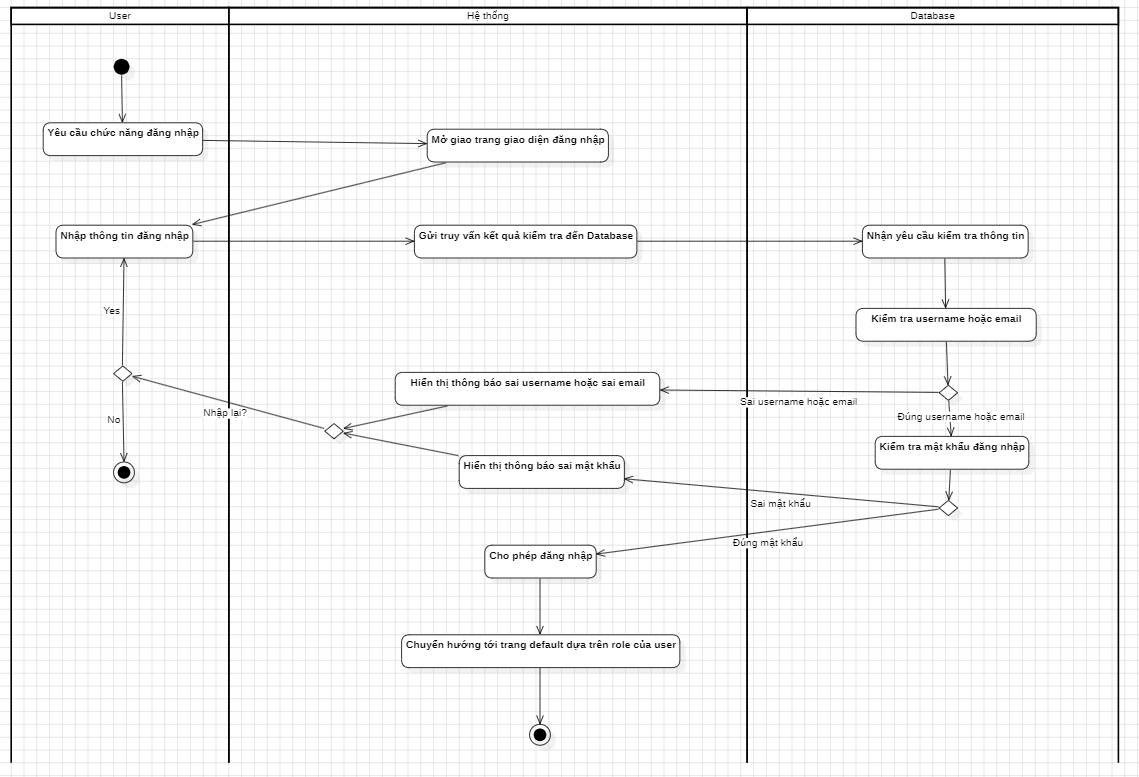 User
Hệ thống
Database
Yêu cầu chức năng đăng nhập
Mở giao trang giao diện đăng nhập
Nhập thông tin đăng nhập
Gửi truy vấn kết quả kiểm tra đến Database
Nhận yêu cầu kiểm tra thông tin
Yes
Kiểm tra username hoặc email
Hiển thị thông báo sai username hoặc sai email
Sai username hoặc email
Nhập lại?
No
Đúng username hoặc email
Kiểm tra mật khẩu đăng nhập
Hiển thị thông báo sai mật khẩu
Sai mật khẩu
Đúng mật khẩu
Cho phép đăng nhập
Chuyển hướng tới trang default dựa trên role của user